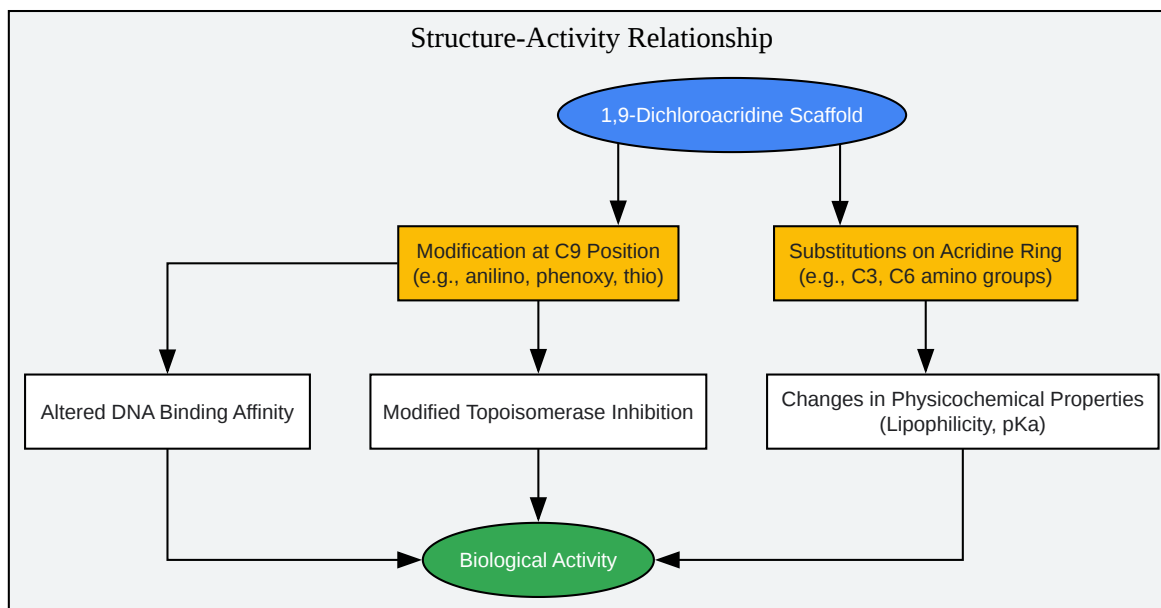 Structure-Activity Relationship
1,9-Dichloroacridine Scaffold
Modification at C9 Position
(e.g., anilino, phenoxy, thio)
Substitutions on Acridine Ring
(e.g., C3, C6 amino groups)
Altered DNA Binding Affinity
Modified Topoisomerase Inhibition
Changes in Physicochemical Properties
(Lipophilicity, pKa)
Biological Activity